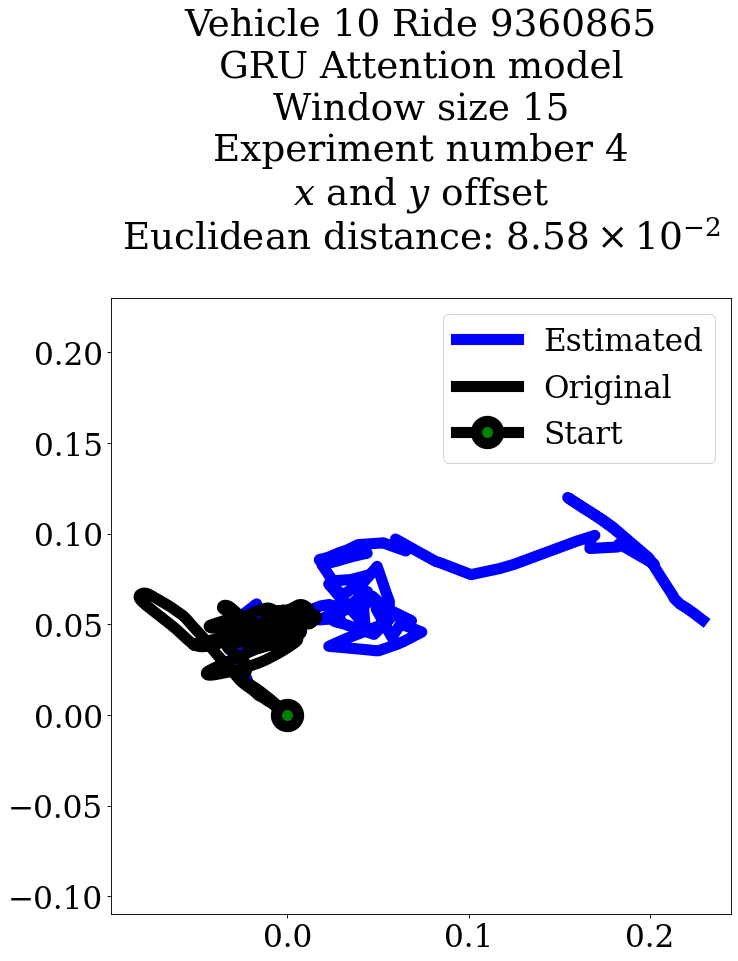 Vehicle 10 Ride 9360865
GRU Attention model
Window size 15
Experiment number 4
x and y offset
Euclidean distance: 8.58 × 10⁻²
Estimated
Original
Start
0.20
0.15
0.10
0.05
0.00
−0.05
−0.10
0.0 0.1 0.2